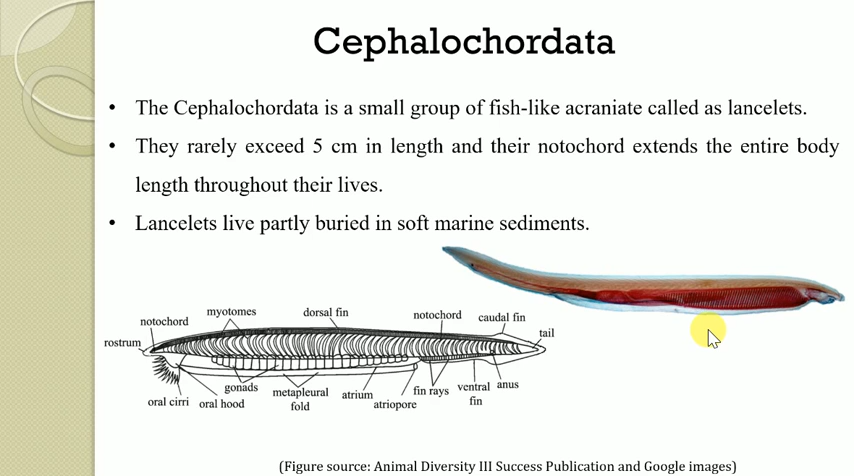 Cephalochordata
• The Cephalochordata is a small group of fish-like acraniate called as lancelets.
• They rarely exceed 5 cm in length and their notochord extends the entire body
length throughout their lives.
• Lancelets live partly buried in soft marine sediments.
myotomes
dorsal fin
notochord
notochord
caudal fin
rostrum
tail
gonads
metapleural
fold
atrium
atriopore
fin rays
ventral
fin
anus
oral cirri
oral hood
(Figure source: Animal Diversity III Success Publication and Google images)